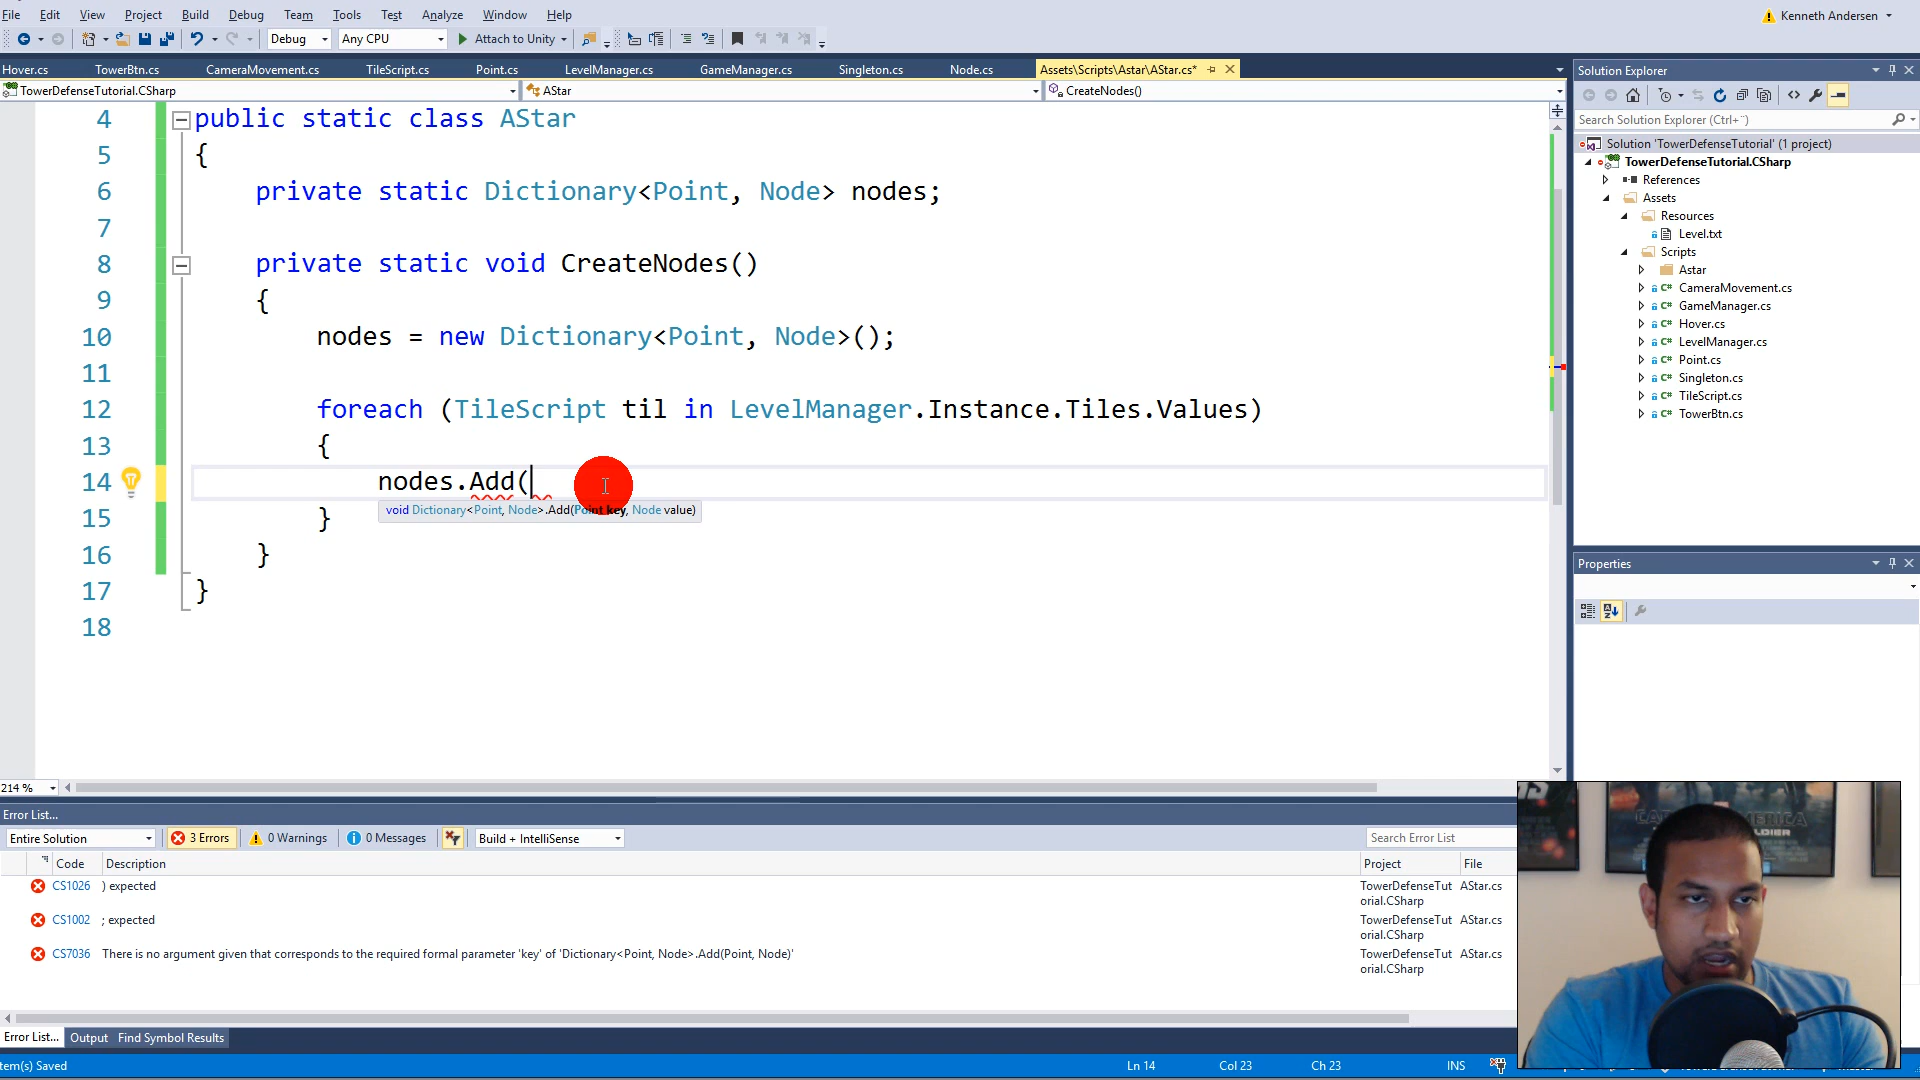 File Edit View Project Build Debug Team Tools Test Analyze Window Help Kenneth Andersen
Debug Any CPU Attach to Unity
Hover.cs TowerBtn.cs CameraMovement.cs TileScript.cs Point.cs LevelManager.cs GameManager.cs Singleton.cs Node.cs Assets\Scripts\Astar\AStar.cs*
TowerDefenseTutorial.CSharp AStar CreateNodes()
4 public static class AStar
5 {
6 private static Dictionary<Point, Node> nodes;
7
8 private static void CreateNodes()
9 {
10 nodes = new Dictionary<Point, Node>();
11
12 foreach (TileScript til in LevelManager.Instance.Tiles.Values)
13 {
14 nodes.Add(
void Dictionary<Point, Node>.Add(Point key, Node value)
15 }
16 }
17 }
18
214 %
Solution Explorer
Search Solution Explorer (Ctrl+¨)
Solution 'TowerDefenseTutorial' (1 project)
TowerDefenseTutorial.CSharp
References
Assets
Resources
Level.txt
Scripts
Astar
CameraMovement.cs
GameManager.cs
Hover.cs
LevelManager.cs
Point.cs
Singleton.cs
TileScript.cs
TowerBtn.cs
Properties
Error List...
Entire Solution 3 Errors 0 Warnings 0 Messages Build + IntelliSense Search Error List
Code Description Project File
CS1026 ) expected TowerDefenseTut AStar.cs
orial.CSharp
CS1002 ; expected TowerDefenseTut AStar.cs
orial.CSharp
CS7036 There is no argument given that corresponds to the required formal parameter 'key' of 'Dictionary<Point, Node>.Add(Point, Node)' TowerDefenseTut AStar.cs
orial.CSharp
Error List... Output Find Symbol Results
tem(s) Saved Ln 14 Col 23 Ch 23 INS